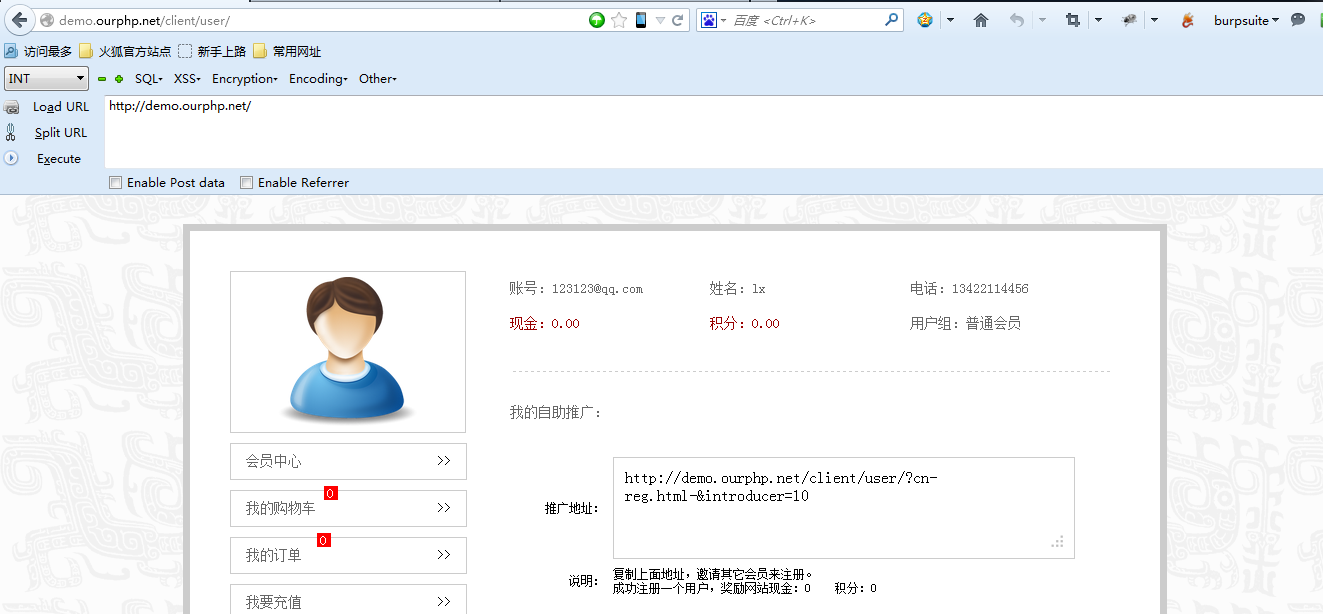 demo.ourphp.net/client/user/
百度 <Ctrl+K>
burpsuite
访问最多 火狐官方站点 新手上路 常用网址
INT SQL XSS Encryption Encoding Other
Load URL
http://demo.ourphp.net/
Split URL
Execute
Enable Post data Enable Referrer
账号：123123@qq.com 姓名：lx 电话：13422114456
现金：0.00 积分：0.00 用户组：普通会员
我的自助推广：
会员中心 >>
我的购物车 0 >>
我的订单 0 >>
我要充值 >>
推广地址：
http://demo.ourphp.net/client/user/?cn-
reg.html-&introducer=10
说明：
复制上面地址，邀请其它会员来注册。
成功注册一个用户，奖励网站现金：0 积分：0